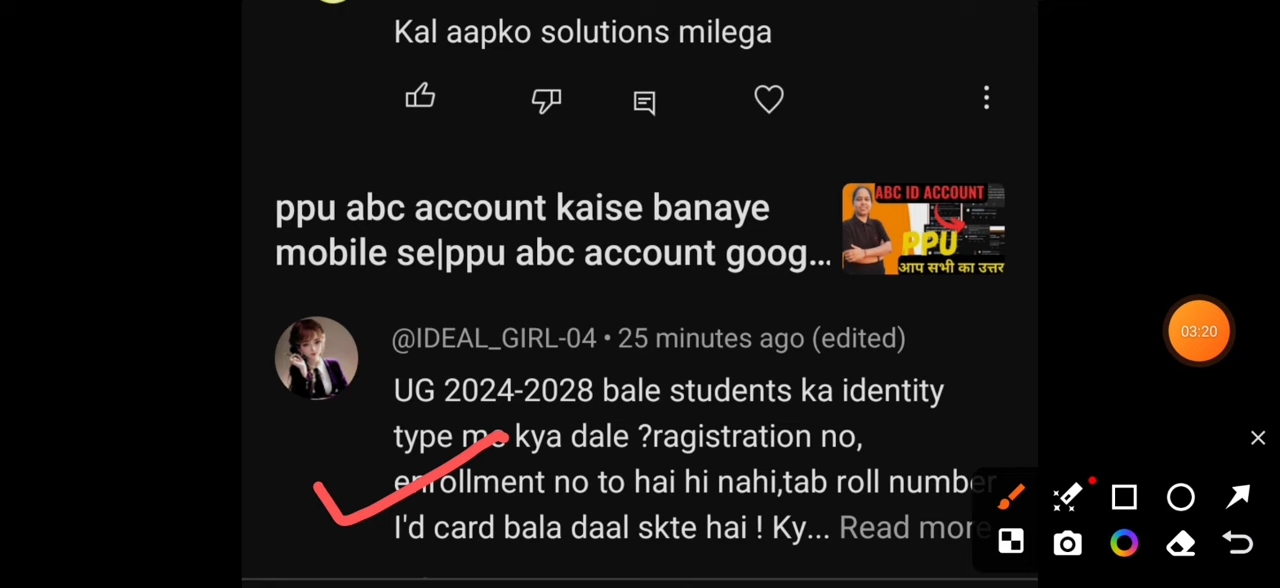 Kal aapko solutions milega
ppu abc account kaise banaye
mobile se|ppu abc account goog...
ABC ID ACCOUNT
PPU
आप सभी का उत्तर
@IDEAL_GIRL-04 • 25 minutes ago (edited)
UG 2024-2028 bale students ka identity
type me kya dale ?ragistration no,
enrollment no to hai hi nahi,tab roll number
I'd card bala daal skte hai ! Ky... Read more
03:20